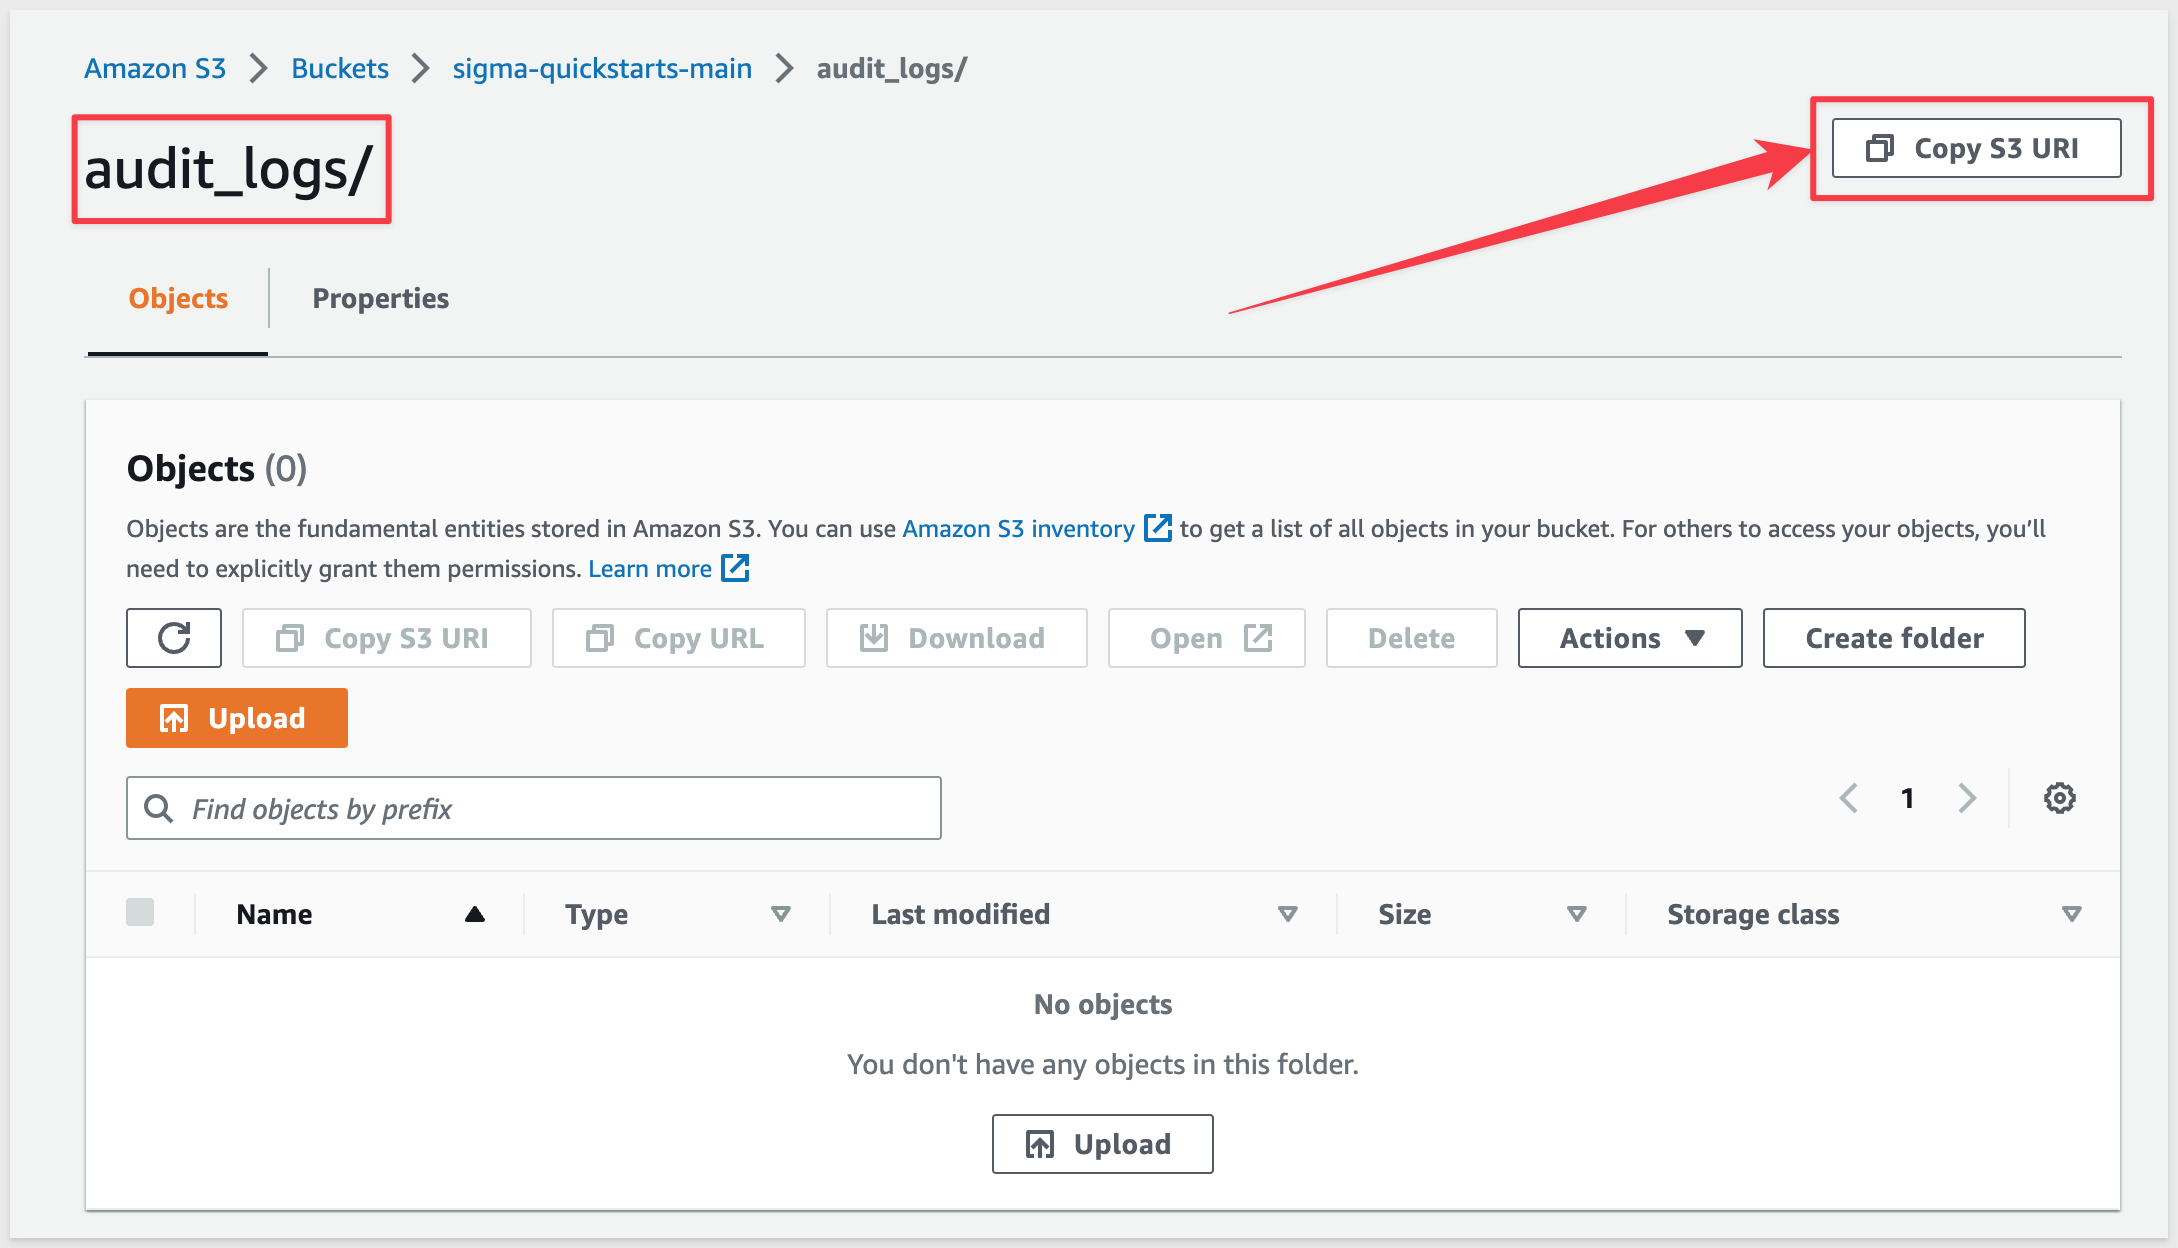 Amazon S3 Buckets sigma-quickstarts-main audit_logs/
audit_logs/
Copy S3 URI
Objects Properties
Objects (0)
Objects are the fundamental entities stored in Amazon S3. You can use Amazon S3 inventory to get a list of all objects in your bucket. For others to access your objects, you’ll
need to explicitly grant them permissions. Learn more
Copy S3 URI Copy URL Download Open Delete Actions Create folder
Upload
Find objects by prefix
1
Name Type Last modified Size Storage class
No objects
You don't have any objects in this folder.
Upload